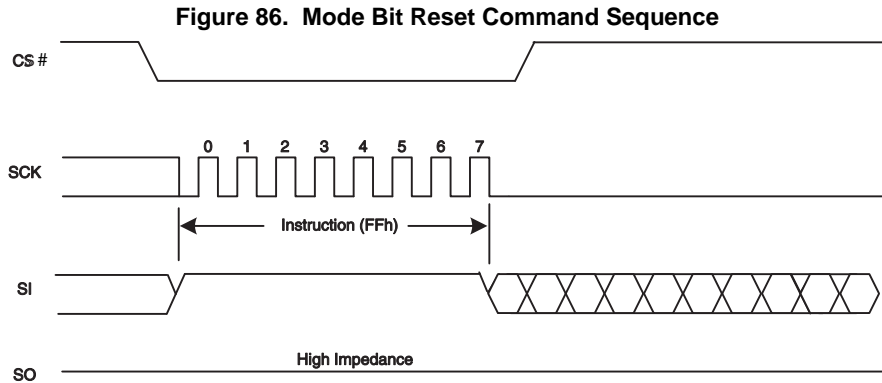 Figure 86. Mode Bit Reset Command Sequence
CS #
0 1 2 3 4 5 6 7
SCK
Instruction (FFh)
SI
High Impedance
SO